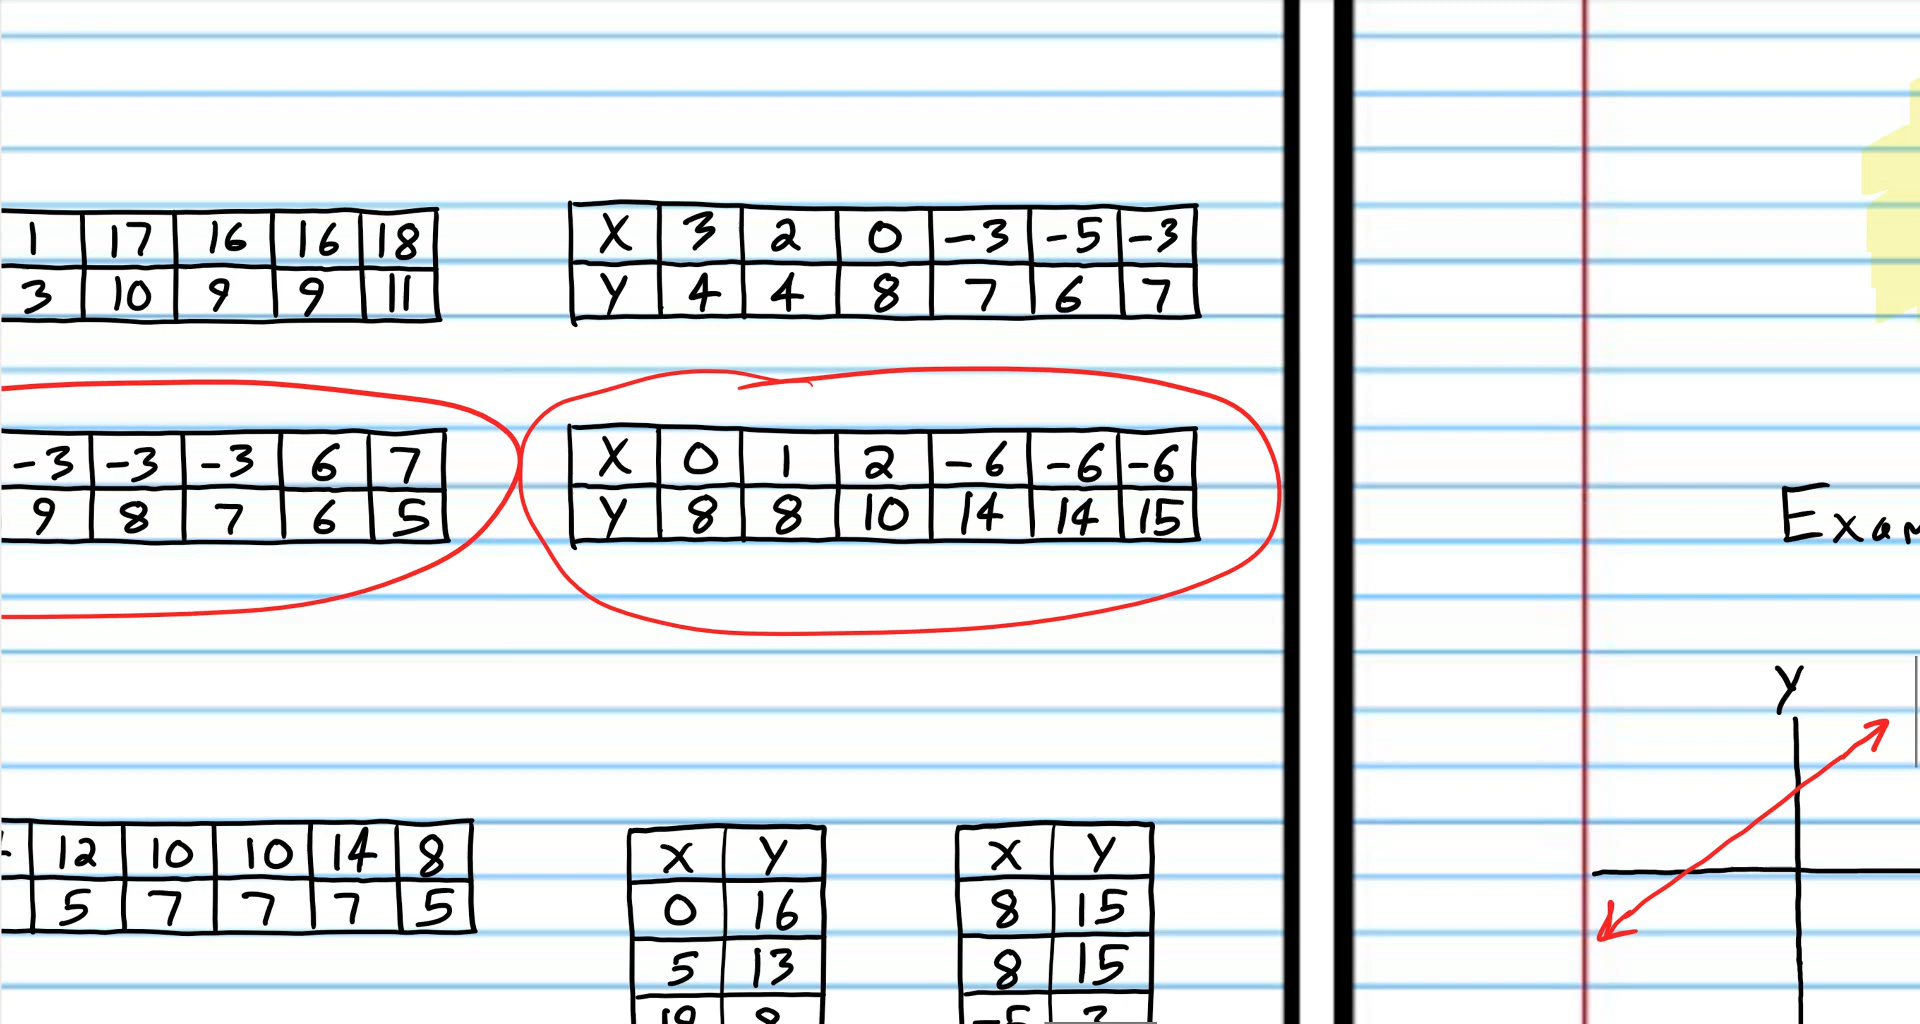 1 17 16 16 18
3 10 9 9 11
X 3 2 0 -3 -5 -3
Y 4 4 8 7 6 7
-3 -3 -3 6 7
9 8 7 6 5
X 0 1 2 -6 -6 -6
Y 8 8 10 14 14 15
12 10 10 14 8
5 7 7 7 5
X Y
0 16
5 13
X Y
8 15
8 15
Exam
y